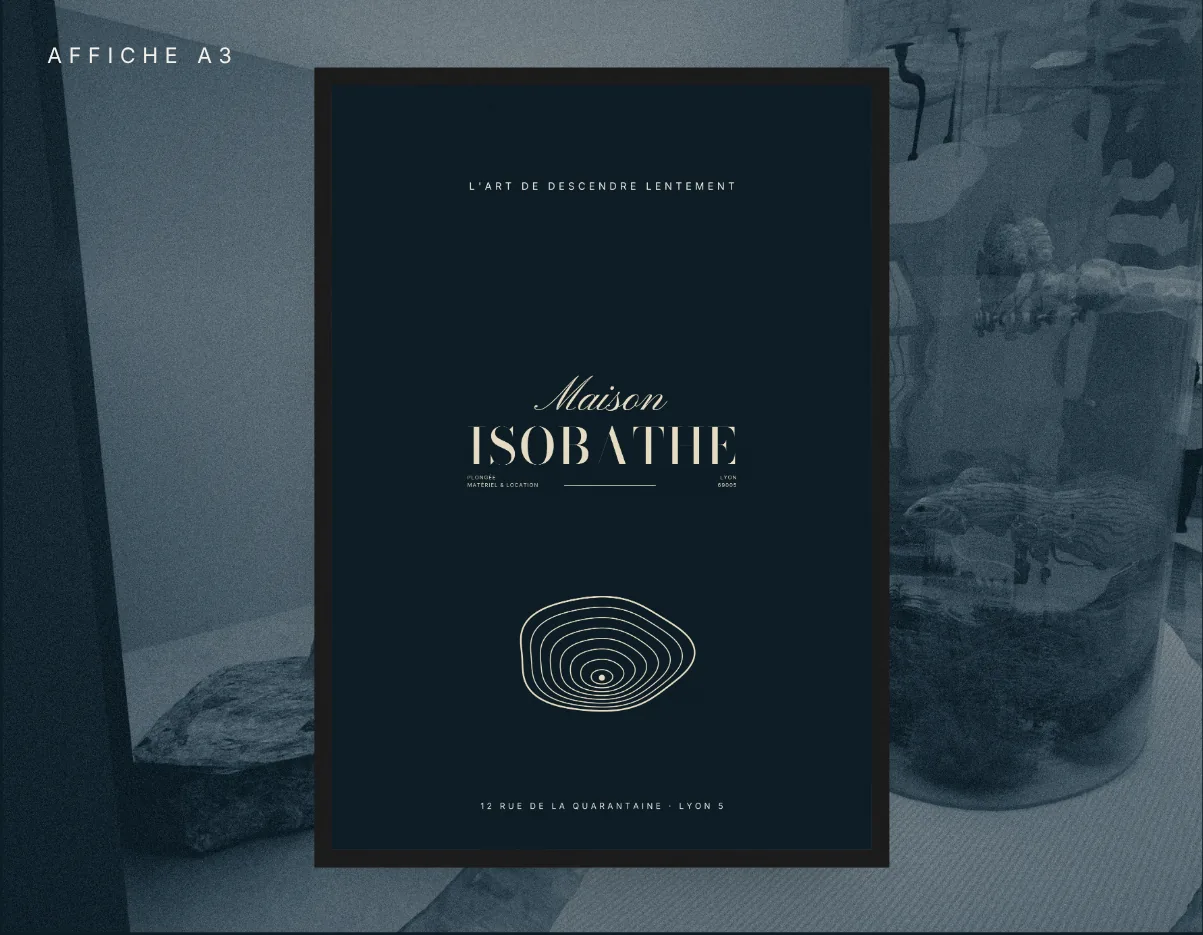 AFFICHE A3
L'ART DE DESCENDRE LENTEMENT
Maison
ISOBATHE
PLONGÉE
MATÉRIEL & LOCATION
LYON
69005
12 RUE DE LA QUARANTAINE · LYON 5